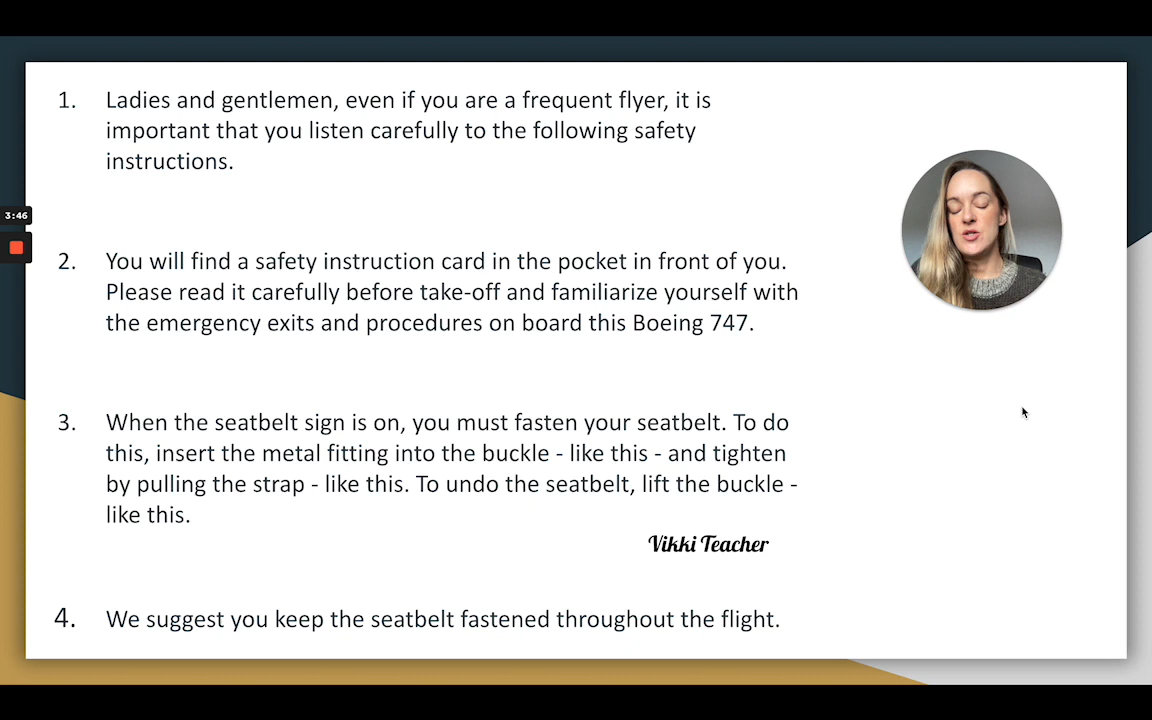 1. Ladies and gentlemen, even if you are a frequent flyer, it is
important that you listen carefully to the following safety
instructions.
3:46
2. You will find a safety instruction card in the pocket in front of you.
Please read it carefully before take-off and familiarize yourself with
the emergency exits and procedures on board this Boeing 747.
3. When the seatbelt sign is on, you must fasten your seatbelt. To do
this, insert the metal fitting into the buckle - like this - and tighten
by pulling the strap - like this. To undo the seatbelt, lift the buckle -
like this.
Vikki Teacher
4. We suggest you keep the seatbelt fastened throughout the flight.